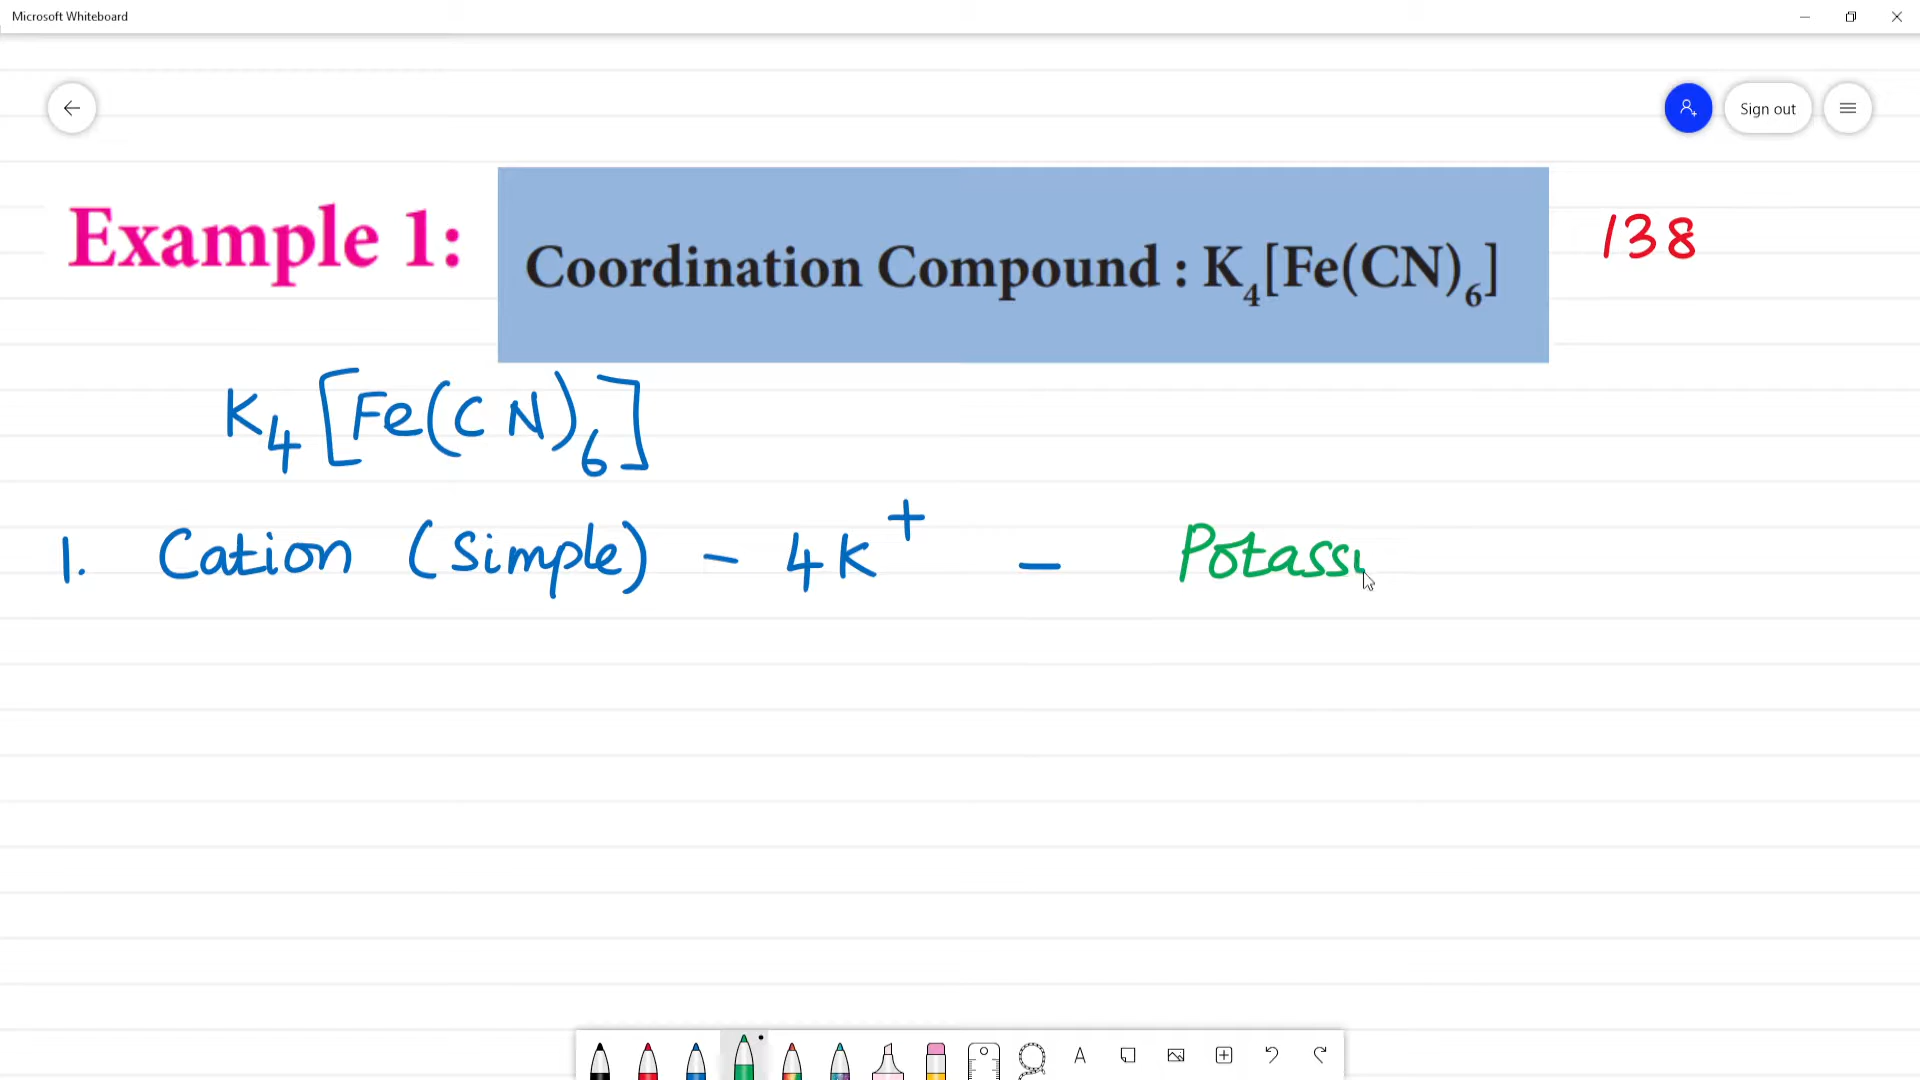 Microsoft Whiteboard
Sign out
Example 1: Coordination Compound : K₄[Fe(CN)₆] 138
K₄[Fe(CN)₆]
1. Cation (Simple) - 4K⁺ - Potassi
A